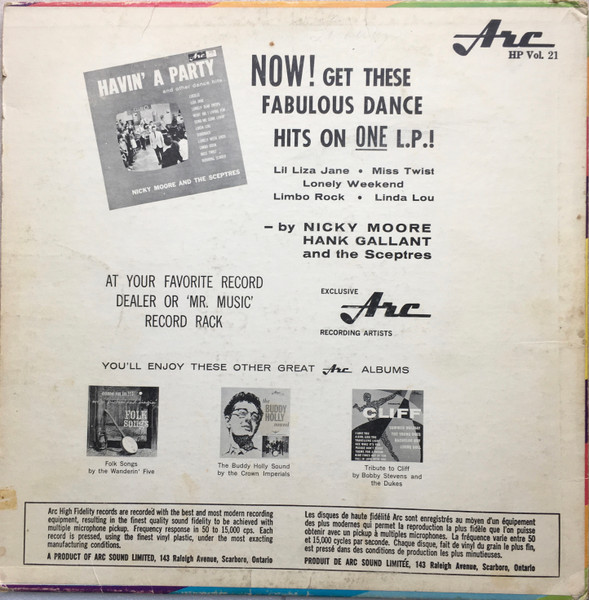 Arc
HP Vol. 21
HAVIN' A PARTY
and other dance hits
NICKY MOORE AND THE SCEPTRES
NOW! GET THESE
FABULOUS DANCE
HITS ON ONE L.P.!
Lil Liza Jane • Miss Twist
Lonely Weekend
Limbo Rock • Linda Lou
– by NICKY MOORE
HANK GALLANT
and the Sceptres
AT YOUR FAVORITE RECORD
DEALER OR 'MR. MUSIC'
RECORD RACK
EXCLUSIVE
Arc
RECORDING ARTISTS
YOU'LL ENJOY THESE OTHER GREAT Arc ALBUMS
FOLK
SONGS
Folk Songs
by the Wanderin' Five
the
BUDDY
HOLLY
sound
The Buddy Holly Sound
by the Crown Imperials
CLIFF
Tribute to Cliff
by Bobby Stevens and
the Dukes
Arc High Fidelity records are recorded with the best and most modern recording
equipment, resulting in the finest quality sound fidelity to be achieved with
multiple microphone pickup. Frequency response in 50 to 15,000 cps. Each
record is pressed, using the finest vinyl plastic, under the most exacting
manufacturing conditions.
A PRODUCT OF ARC SOUND LIMITED, 143 Raleigh Avenue, Scarboro, Ontario
Les disques de haute fidélité Arc sont enregistrés au moyen d'un équipement
des plus modernes qui permet la reproduction la plus fidèle que l'on puisse
obtenir avec un pickup à multiples microphones. La fréquence varie entre 50
et 15,000 cycles par seconde. Chaque disque, fait de vinyl du grain le plus fin,
est pressé dans des conditions de production les plus minutieuses.
PRODUIT DE ARC SOUND LIMITÉE, 143 Raleigh Avenue, Scarboro, Ontario